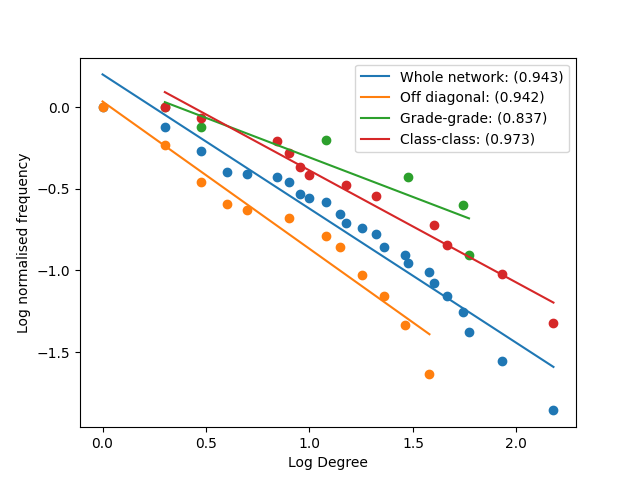 Whole network: (0.943)
Off diagonal: (0.942)
Grade-grade: (0.837)
Class-class: (0.973)
Log normalised frequency
0.0
−0.5
−1.0
−1.5
0.0 0.5 1.0 1.5 2.0
Log Degree